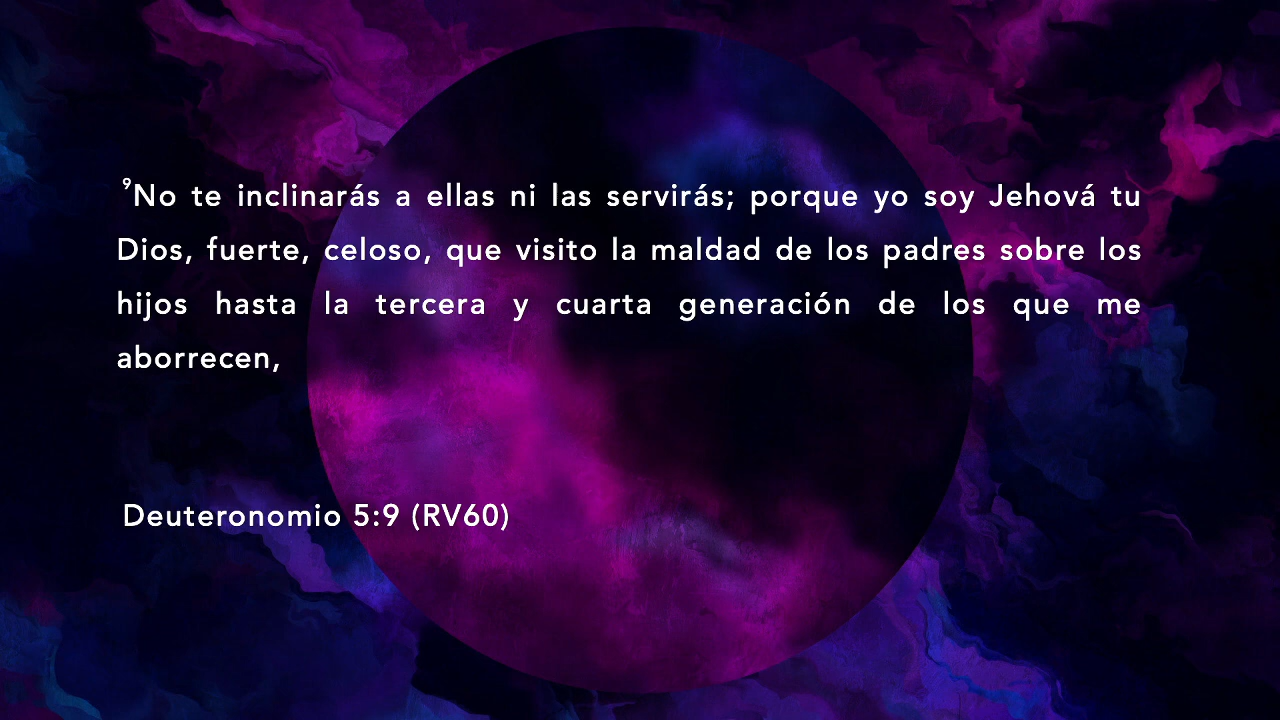 ⁹No te inclinarás a ellas ni las servirás; porque yo soy Jehová tu
Dios, fuerte, celoso, que visito la maldad de los padres sobre los
hijos hasta la tercera y cuarta generación de los que me
aborrecen,
Deuteronomio 5:9 (RV60)